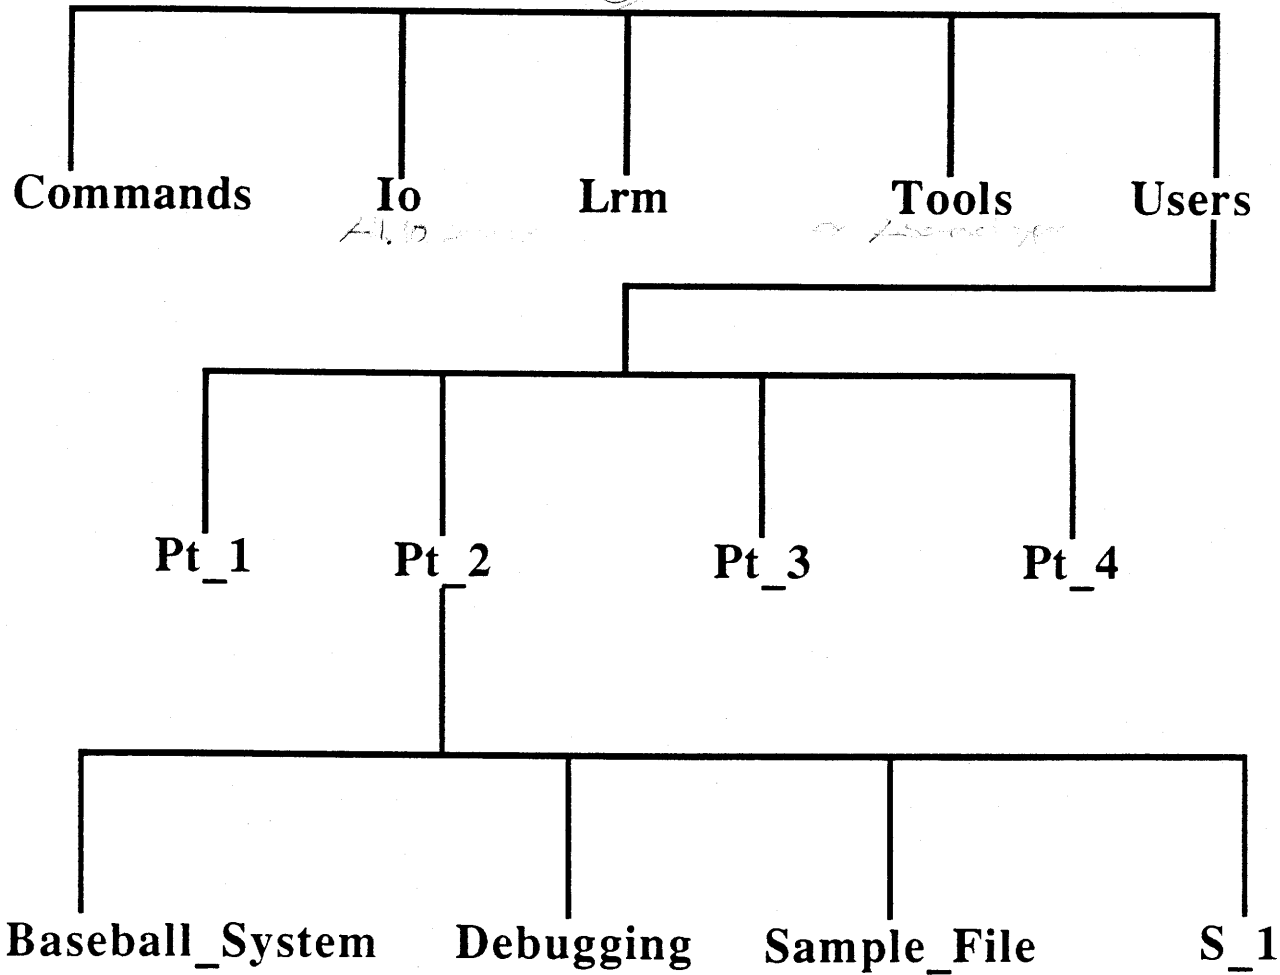 Commands Io Lrm Tools Users
Pt_1 Pt_2 Pt_3 Pt_4
Baseball_System Debugging Sample_File S_1